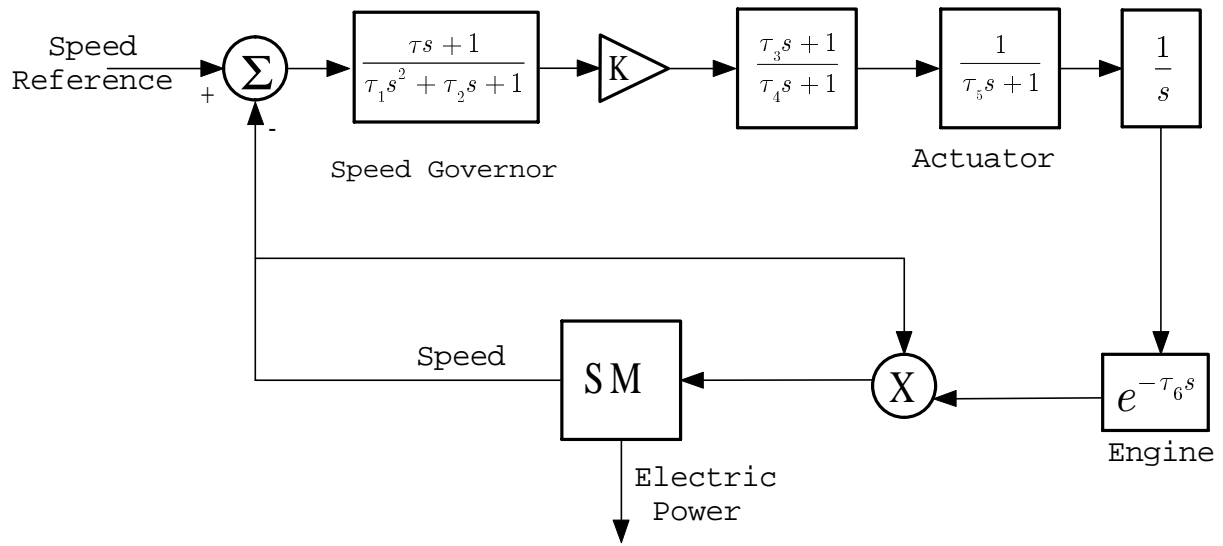 Speed
Reference
+
-
Σ
τs + 1
τ₁s² + τ₂s + 1
Speed Governor
K
τ₃s + 1
τ₄s + 1
1
τ₅s + 1
Actuator
1
s
Speed
SM
X
e^{-τ₆s}
Engine
Electric
Power